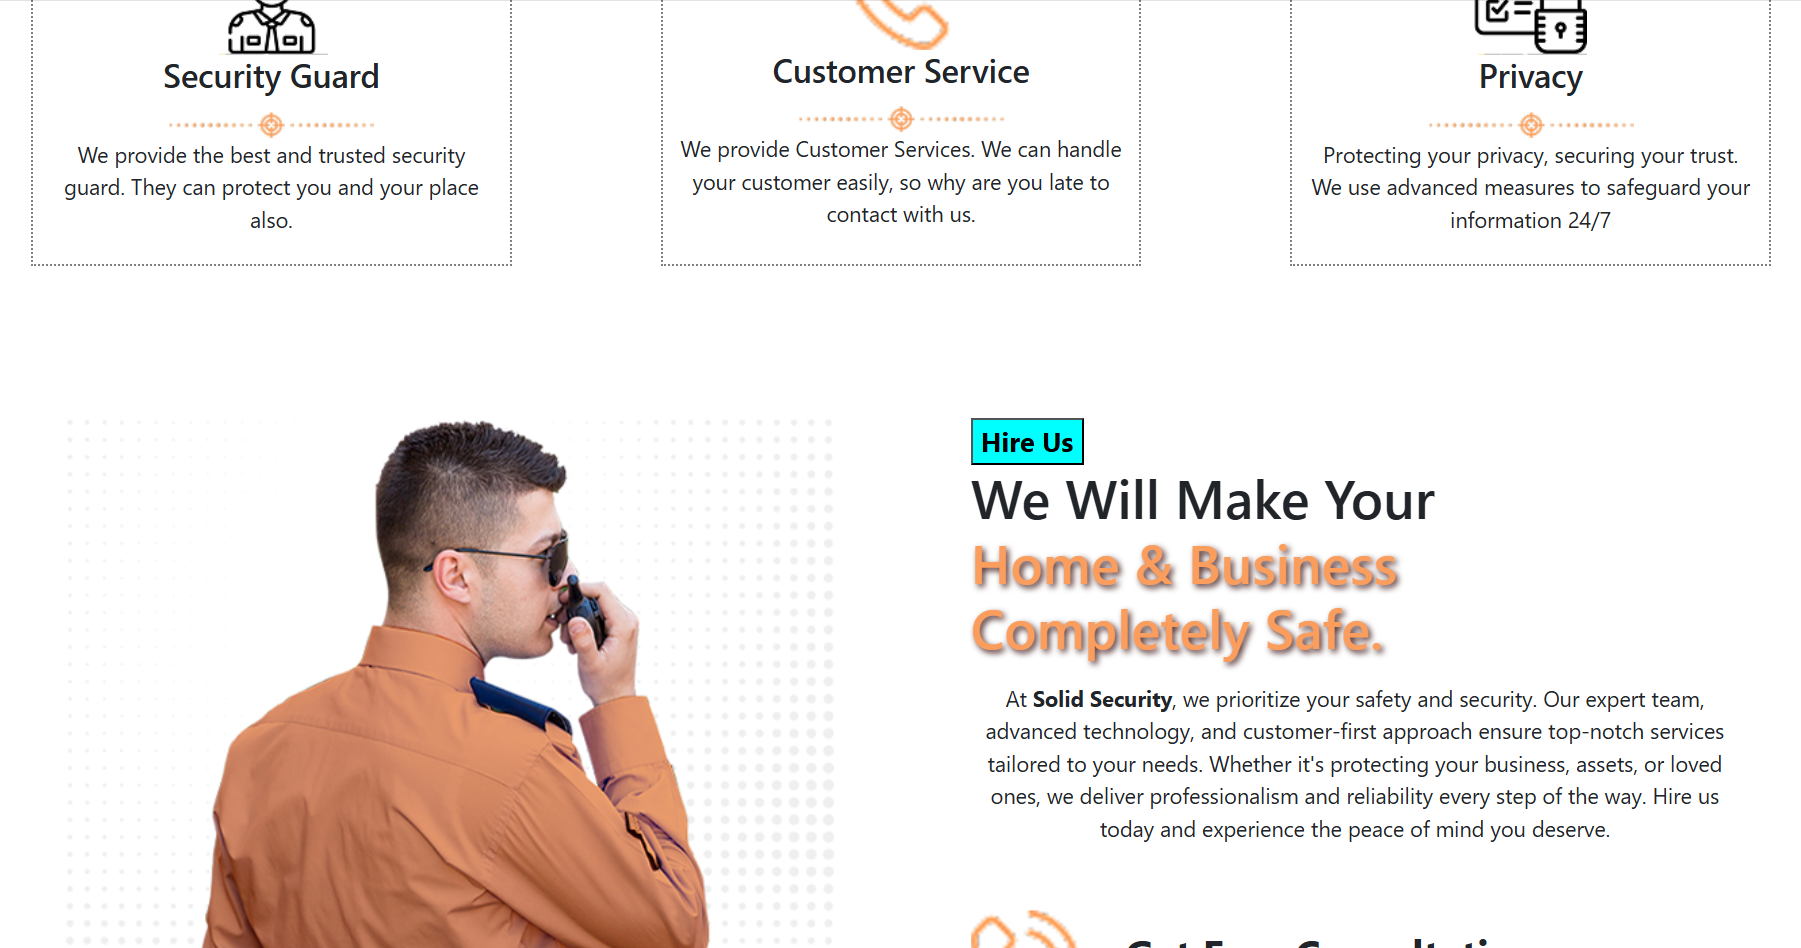 Security Guard
We provide the best and trusted security
guard. They can protect you and your place
also.
Customer Service
We provide Customer Services. We can handle
your customer easily, so why are you late to
contact with us.
Privacy
Protecting your privacy, securing your trust.
We use advanced measures to safeguard your
information 24/7
Hire Us
We Will Make Your
Home & Business
Completely Safe.
At Solid Security, we prioritize your safety and security. Our expert team,
advanced technology, and customer-first approach ensure top-notch services
tailored to your needs. Whether it's protecting your business, assets, or loved
ones, we deliver professionalism and reliability every step of the way. Hire us
today and experience the peace of mind you deserve.